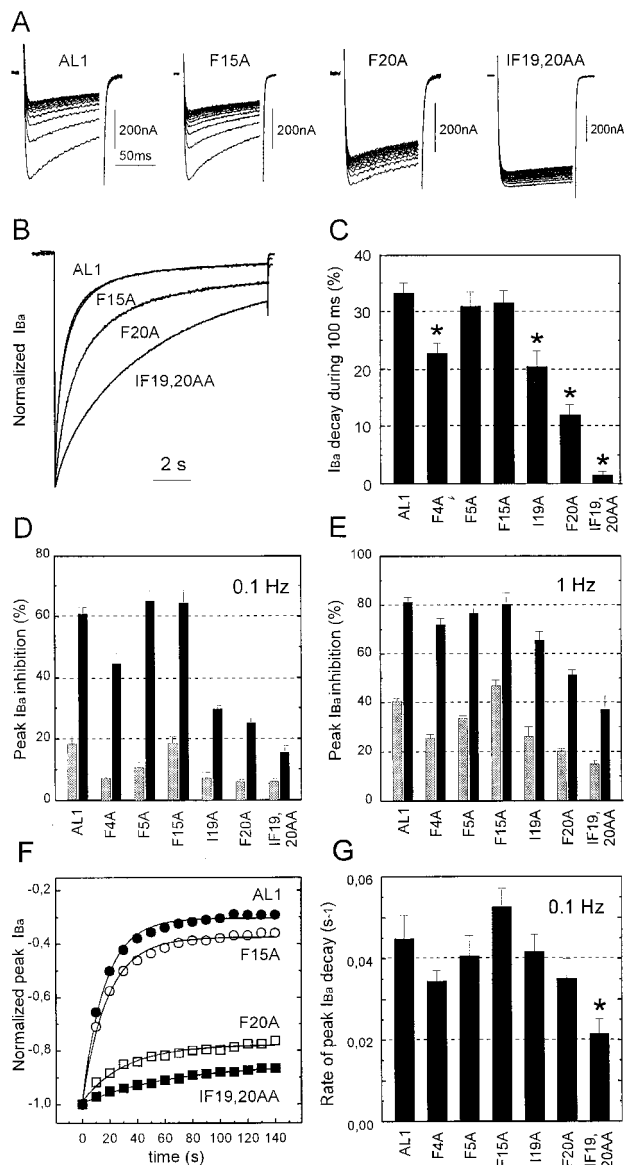 A
AL1
F15A
F20A
IF19,20AA
200nA
50ms
200nA
200nA
200nA
B
Normalized IBa
AL1
F15A
F20A
IF19,20AA
2 s
C
IBa decay during 100 ms (%)
40
30
20
10
0
*
*
*
*
AL1
F4A
F5A
F15A
I19A
F20A
IF19,
20AA
D
Peak IBa inhibition (%)
80
60
40
20
0
0.1 Hz
AL1
F4A
F5A
F15A
I19A
F20A
IF19,
20AA
E
Peak IBa inhibition (%)
100
80
60
40
20
0
1 Hz
AL1
F4A
F5A
F15A
I19A
F20A
IF19,
20AA
F
Normalized peak IBa
-0,2
-0,4
-0,6
-0,8
-1,0
AL1
F15A
F20A
IF19,20AA
0 20 40 60 80 100 120 140
time (s)
G
Rate of peak IBa decay (s-1)
0,06
0,04
0,02
0,00
0.1 Hz
*
AL1
F4A
F5A
F15A
I19A
F20A
IF19,
20AA